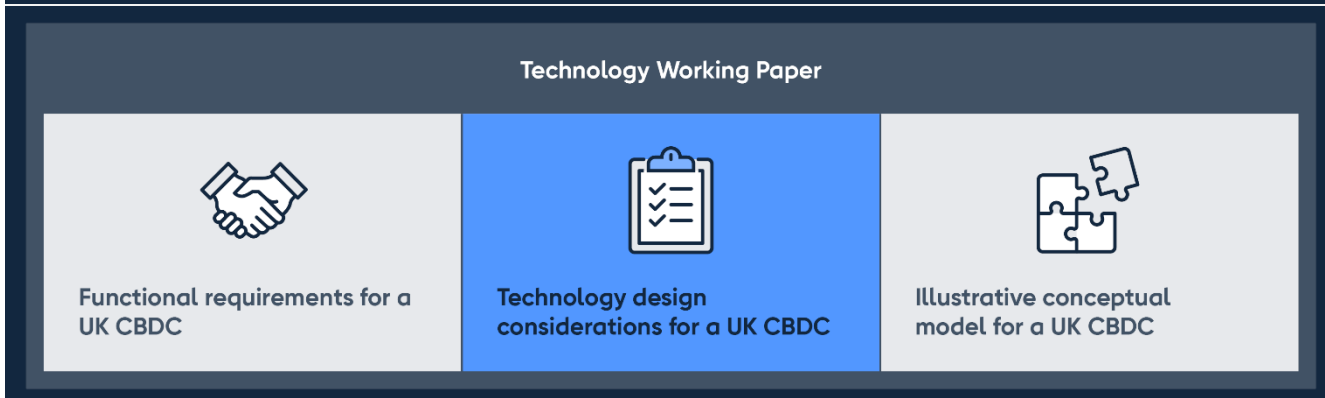 Technology Working Paper
Functional requirements for a
UK CBDC
Technology design
considerations for a UK CBDC
Illustrative conceptual
model for a UK CBDC